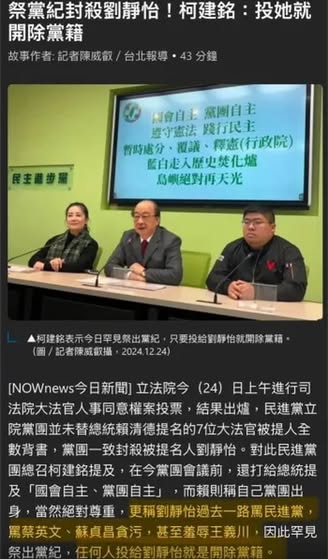 祭黨紀封殺劉靜怡！柯建銘：投她就
開除黨籍
故事作者: 記者陳威叡／台北報導 • 43 分鐘
國會自主 黨團自主
遵守憲法 踐行民主
暫時處分、覆議、釋憲(行政院)
藍白走入歷史焚化爐
島嶼絕對再天光
民主進步黨
▲柯建銘表示今日罕見祭出黨紀，只要投給劉靜怡就開除黨籍。
（圖／記者陳威叡攝，2024.12.24）
[NOWnews今日新聞] 立法院今（24）日上午進行司
法院大法官人事同意權案投票，結果出爐，民進黨立
院黨團並未替總統賴清德提名的7位大法官被提人全
數背書，黨團一致封殺被提名人劉靜怡。對此民進黨
團總召柯建銘提及，在今黨團會議前，還打給總統提
及「國會自主、黨團自主」，而賴則稱自己黨團出
身，當然絕對尊重，更稱劉靜怡過去一路罵民進黨，
罵蔡英文、蘇貞昌貪污，甚至羞辱王義川，因此罕見
祭出黨紀，任何人投給劉靜怡就是開除黨籍。